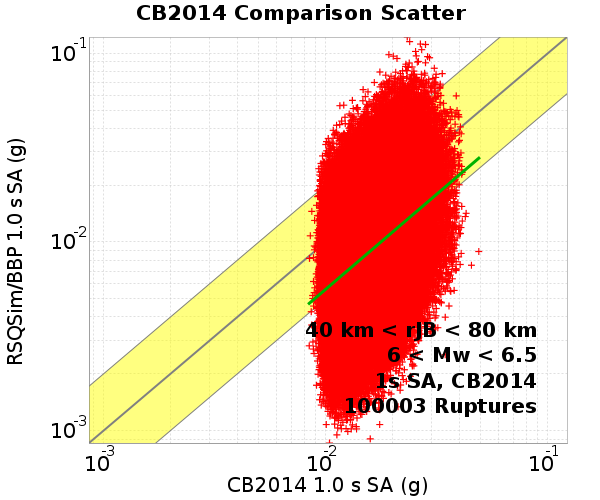 CB2014 Comparison Scatter
10-1
10-2
10-3
RSQSim/BBP 1.0 s SA (g)
40 km < rJB < 80 km
6 < Mw < 6.5
1s SA, CB2014
100003 Ruptures
10-3 10-2 10-1
CB2014 1.0 s SA (g)